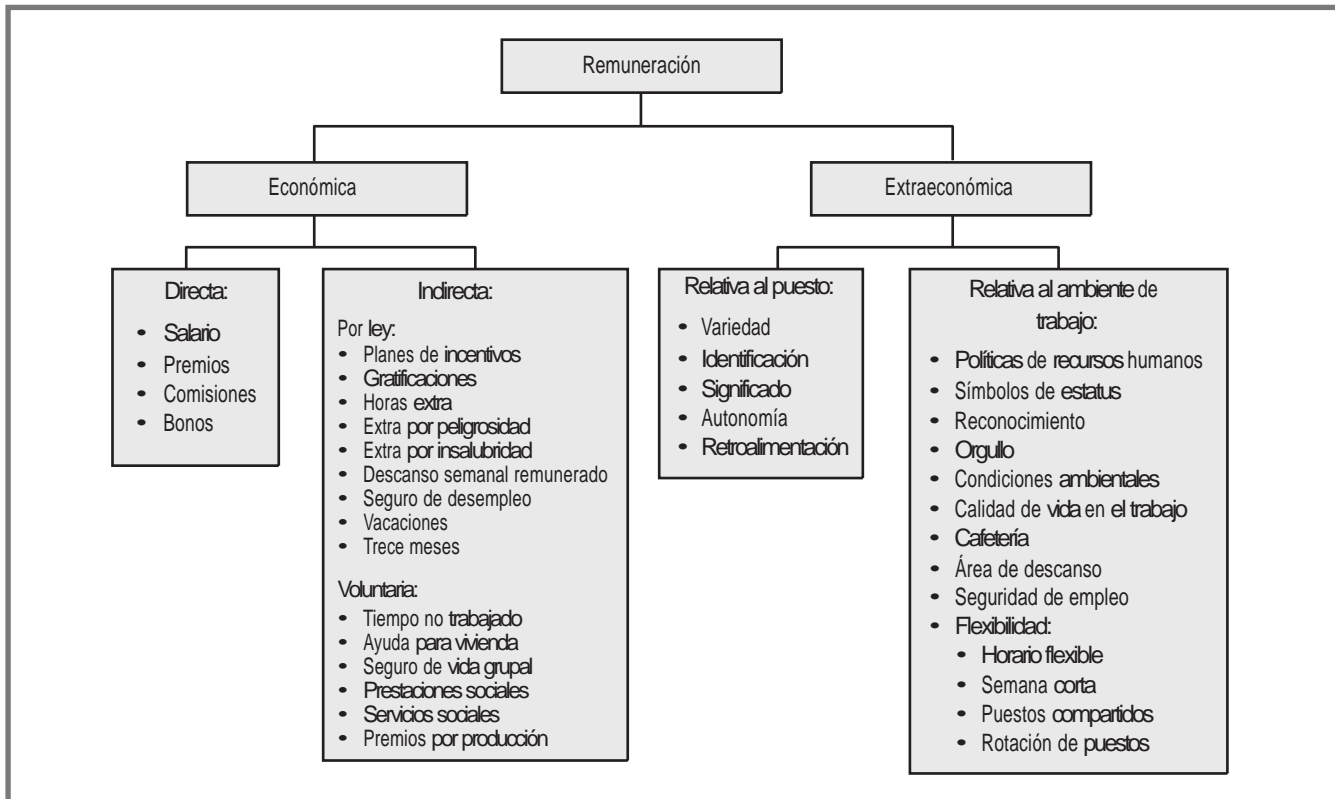 Remuneración
Económica
Extraeconómica
Directa:
• Salario
• Premios
• Comisiones
• Bonos
Indirecta:
Por ley:
• Planes de incentivos
• Gratificaciones
• Horas extra
• Extra por peligrosidad
• Extra por insalubridad
• Descanso semanal remunerado
• Seguro de desempleo
• Vacaciones
• Trece meses
Voluntaria:
• Tiempo no trabajado
• Ayuda para vivienda
• Seguro de vida grupal
• Prestaciones sociales
• Servicios sociales
• Premios por producción
Relativa al puesto:
• Variedad
• Identificación
• Significado
• Autonomía
• Retroalimentación
Relativa al ambiente de
trabajo:
• Políticas de recursos humanos
• Símbolos de estatus
• Reconocimiento
• Orgullo
• Condiciones ambientales
• Calidad de vida en el trabajo
• Cafetería
• Área de descanso
• Seguridad de empleo
• Flexibilidad:
• Horario flexible
• Semana corta
• Puestos compartidos
• Rotación de puestos